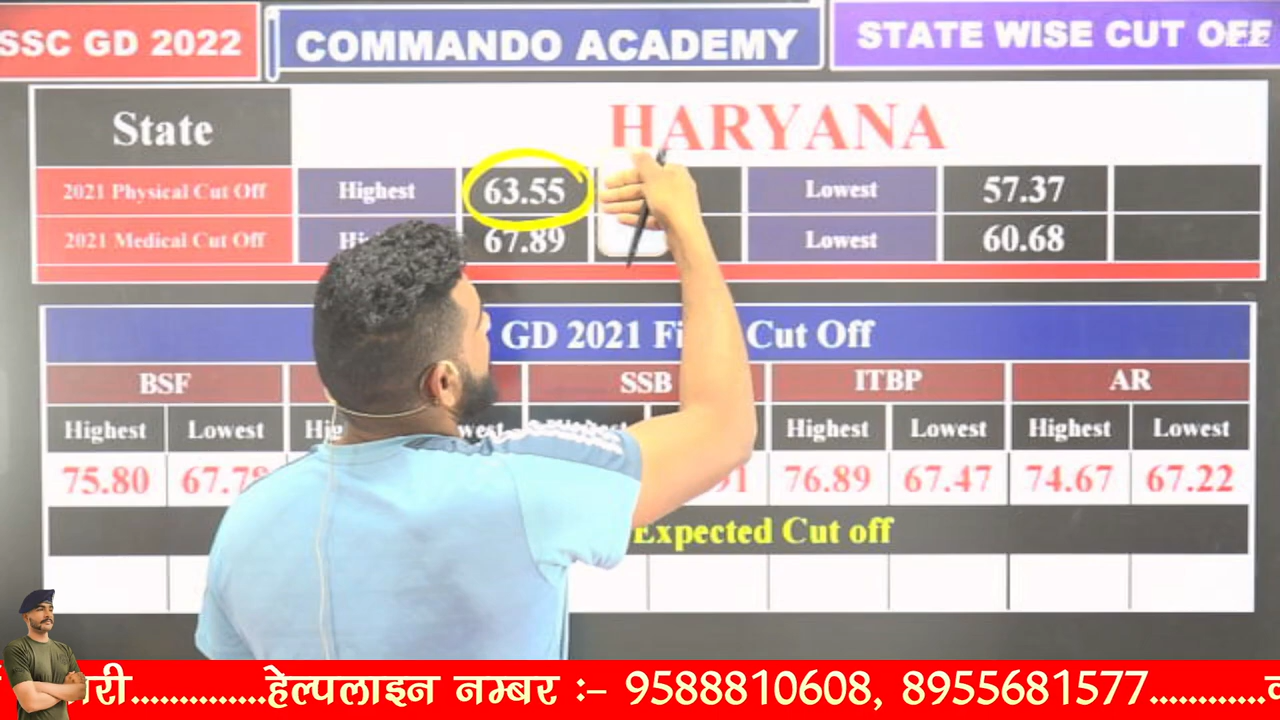 SSC GD 2022 COMMANDO ACADEMY STATE WISE CUT OFF
State HARYANA
2021 Physical Cut Off Highest 63.55 Lowest 57.37
2021 Medical Cut Off 67.89 Lowest 60.68
GD 2021 Cut Off
BSF SSB ITBP AR
Highest Lowest Highest Lowest Highest Lowest
75.80 76.89 67.47 74.67 67.22
Expected Cut off
हेल्पलाइन नम्बर :- 9588810608, 8955681577